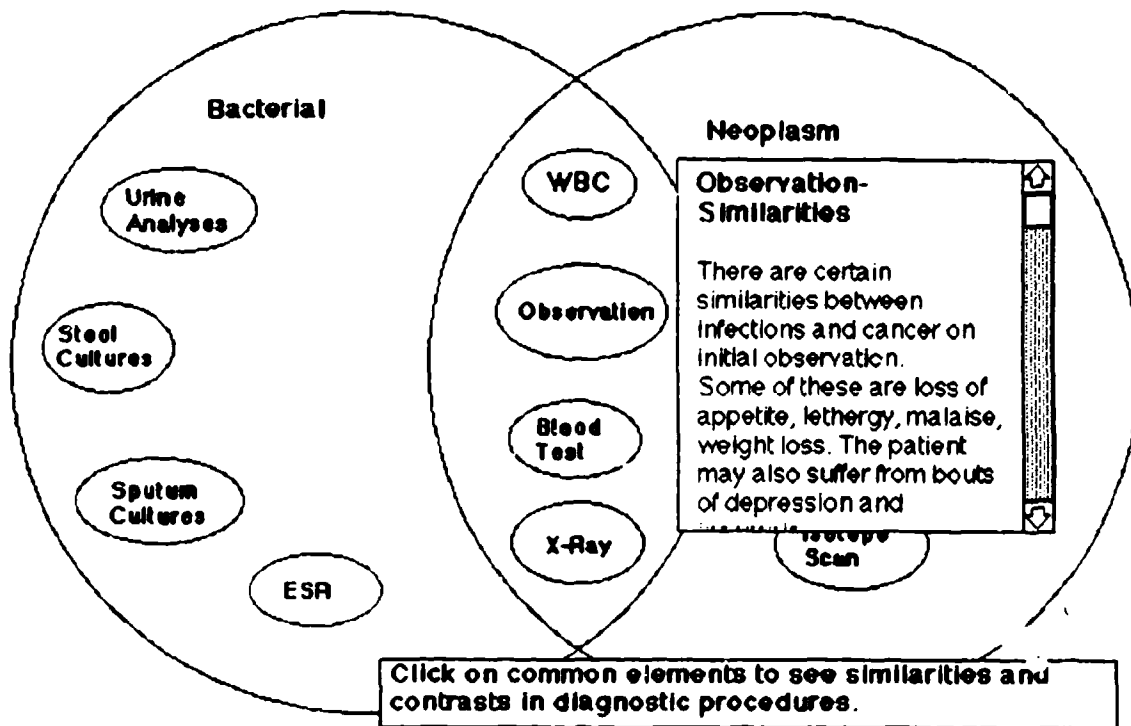 Bacterial
Neoplasm
Urine
Analyses
Stool
Cultures
Sputum
Cultures
ESR
WBC
Observation
Blood
Test
X-Ray
Observation-
Similarities
There are certain
similarities between
infections and cancer on
initial observation.
Some of these are loss of
appetite, lethergy, malaise,
weight loss. The patient
may also suffer from bouts
of depression and
Isotope
Scan
Click on common elements to see similarities and
contrasts in diagnostic procedures.